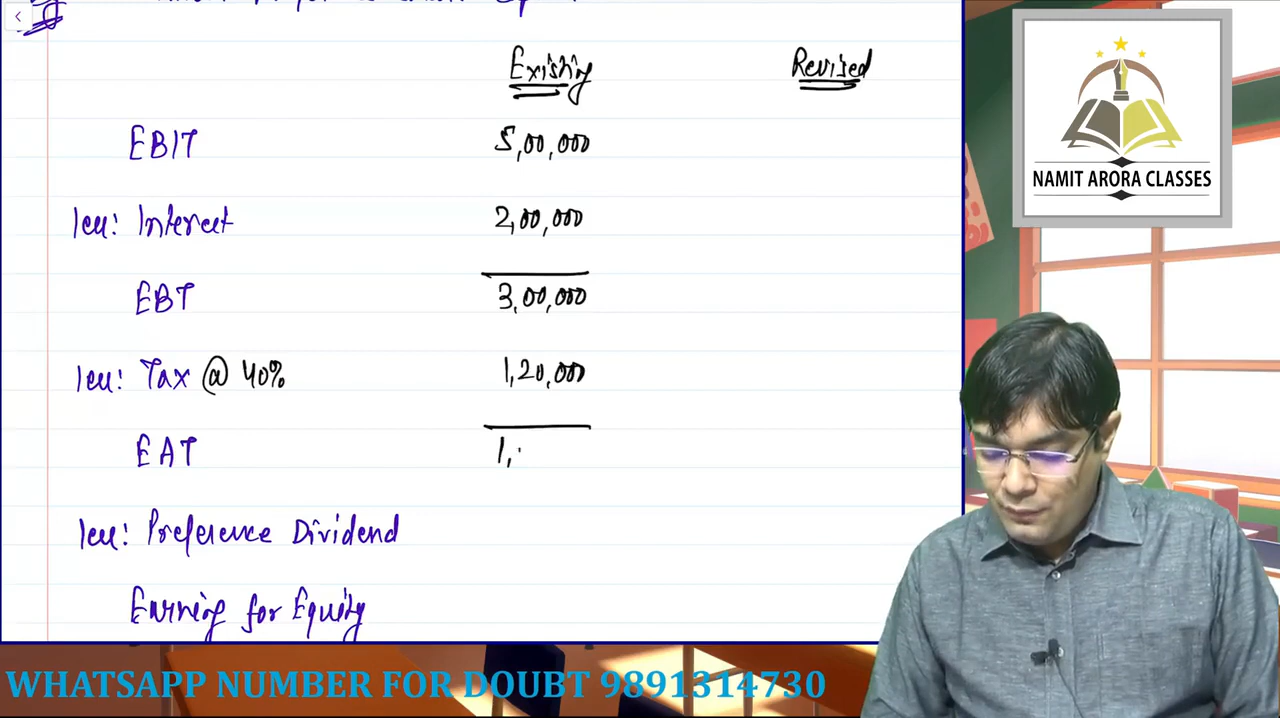 Existing Revised
EBIT 5,00,000
less: Interest 2,00,000
EBT 3,00,000
less: Tax @ 40% 1,20,000
EAT 1,
less: Preference Dividend
Earning for Equity
NAMIT ARORA CLASSES
WHATSAPP NUMBER FOR DOUBT 9891314730